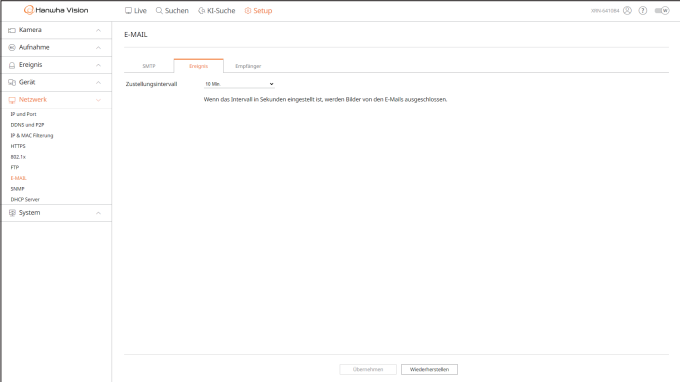 Hanwha Vision
Live Suchen KI-Suche Setup
Kamera
Aufnahme
Ereignis
Gerät
Netzwerk
IP und Port
DDNS and P2P
IP & MAC Filterung
HTTPS
802.1x
FTP
E-MAIL
SNMP
DHCP Server
System
E-MAIL
SMTP Ereignis Empfänger
Zustellungsintervall 10 Min
Wenn das Intervall in Sekunden eingestellt ist, werden Bilder von den E-Mails ausgeschlossen.
Übernehmen Wiederherstellen